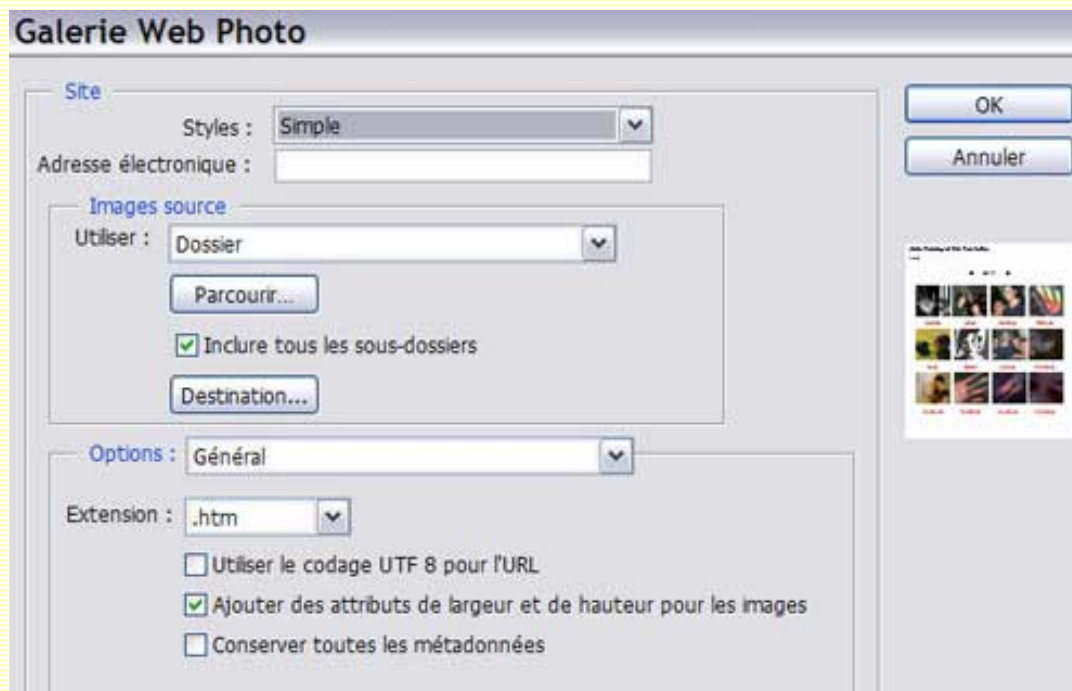 Galerie Web Photo
Site
Styles : Simple
Adresse électronique :
Images source
Utiliser : Dossier
Parcourir...
Inclure tous les sous-dossiers
Destination...
Options : Général
Extension : .htm
Utiliser le codage UTF 8 pour l'URL
Ajouter des attributs de largeur et de hauteur pour les images
Conserver toutes les métadonnées
OK
Annuler